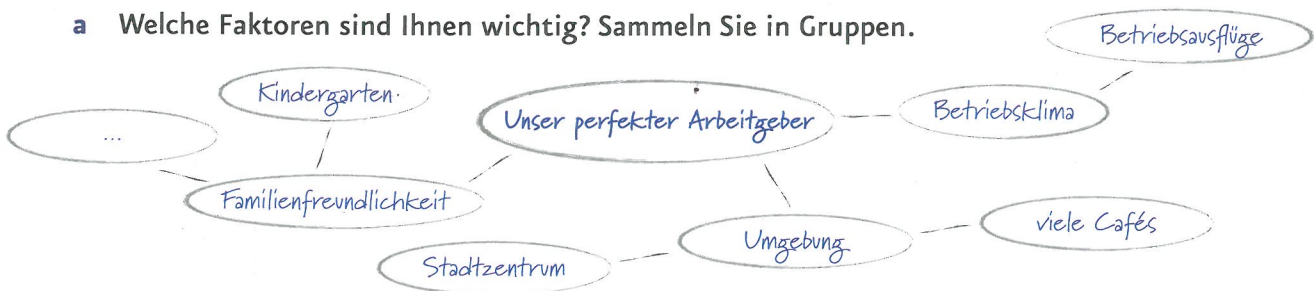 a Welche Faktoren sind Ihnen wichtig? Sammeln Sie in Gruppen.
Betriebsausflüge
Kindergarten
Unser perfekter Arbeitgeber
Betriebsklima
...
Familienfreundlichkeit
Umgebung
viele Cafés
Stadtzentrum